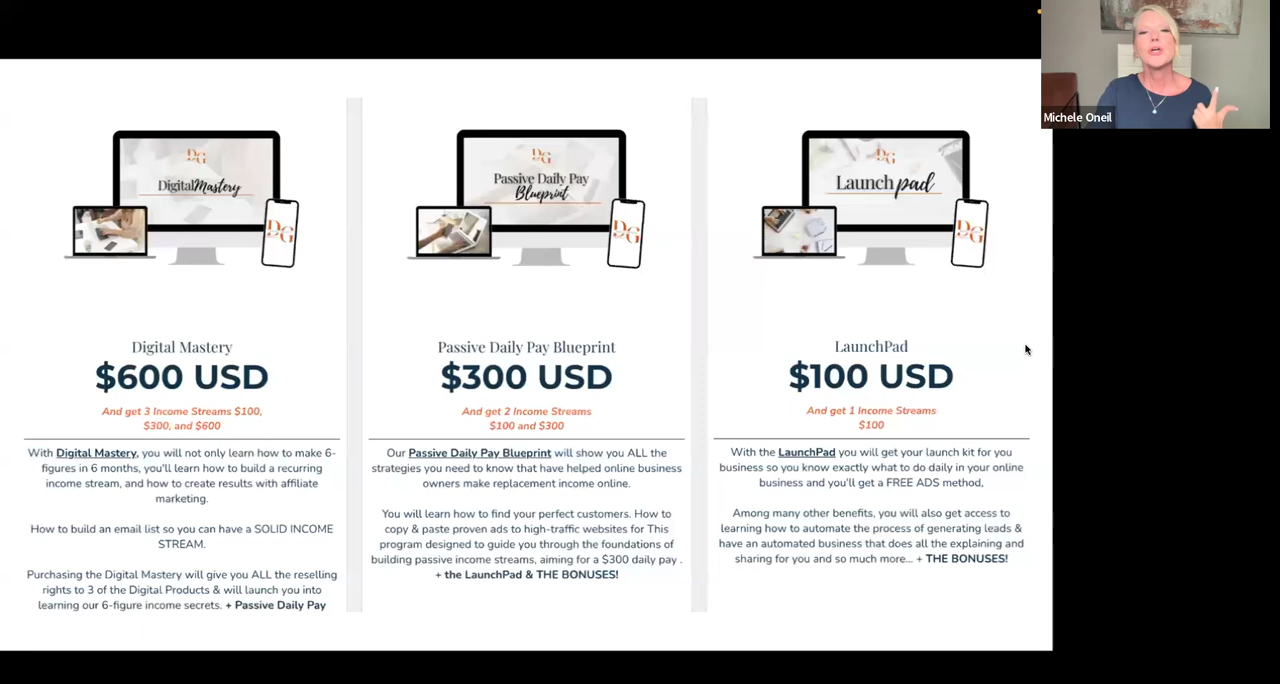 Michele Oneil
DG
DigitalMastery
DG
Digital Mastery
$600 USD
And get 3 Income Streams $100,
$300, and $600
With Digital Mastery, you will not only learn how to make 6-
figures in 6 months, you'll learn how to build a recurring
income stream, and how to create results with affiliate
marketing.
How to build an email list so you can have a SOLID INCOME
STREAM.
Purchasing the Digital Mastery will give you ALL the reselling
rights to 3 of the Digital Products & will launch you into
learning our 6-figure income secrets. + Passive Daily Pay
DG
Passive Daily Pay
Blueprint
DG
Passive Daily Pay Blueprint
$300 USD
And get 2 Income Streams
$100 and $300
Our Passive Daily Pay Blueprint will show you ALL the
strategies you need to know that have helped online business
owners make replacement income online.
You will learn how to find your perfect customers. How to
copy & paste proven ads to high-traffic websites for This
program designed to guide you through the foundations of
building passive income streams, aiming for a $300 daily pay .
+ the LaunchPad & THE BONUSES!
DG
Launch pad
DG
LaunchPad
$100 USD
And get 1 Income Streams
$100
With the LaunchPad you will get your launch kit for you
business so you know exactly what to do daily in your online
business and you'll get a FREE ADS method,
Among many other benefits, you will also get access to
learning how to automate the process of generating leads &
have an automated business that does all the explaining and
sharing for you and so much more... + THE BONUSES!